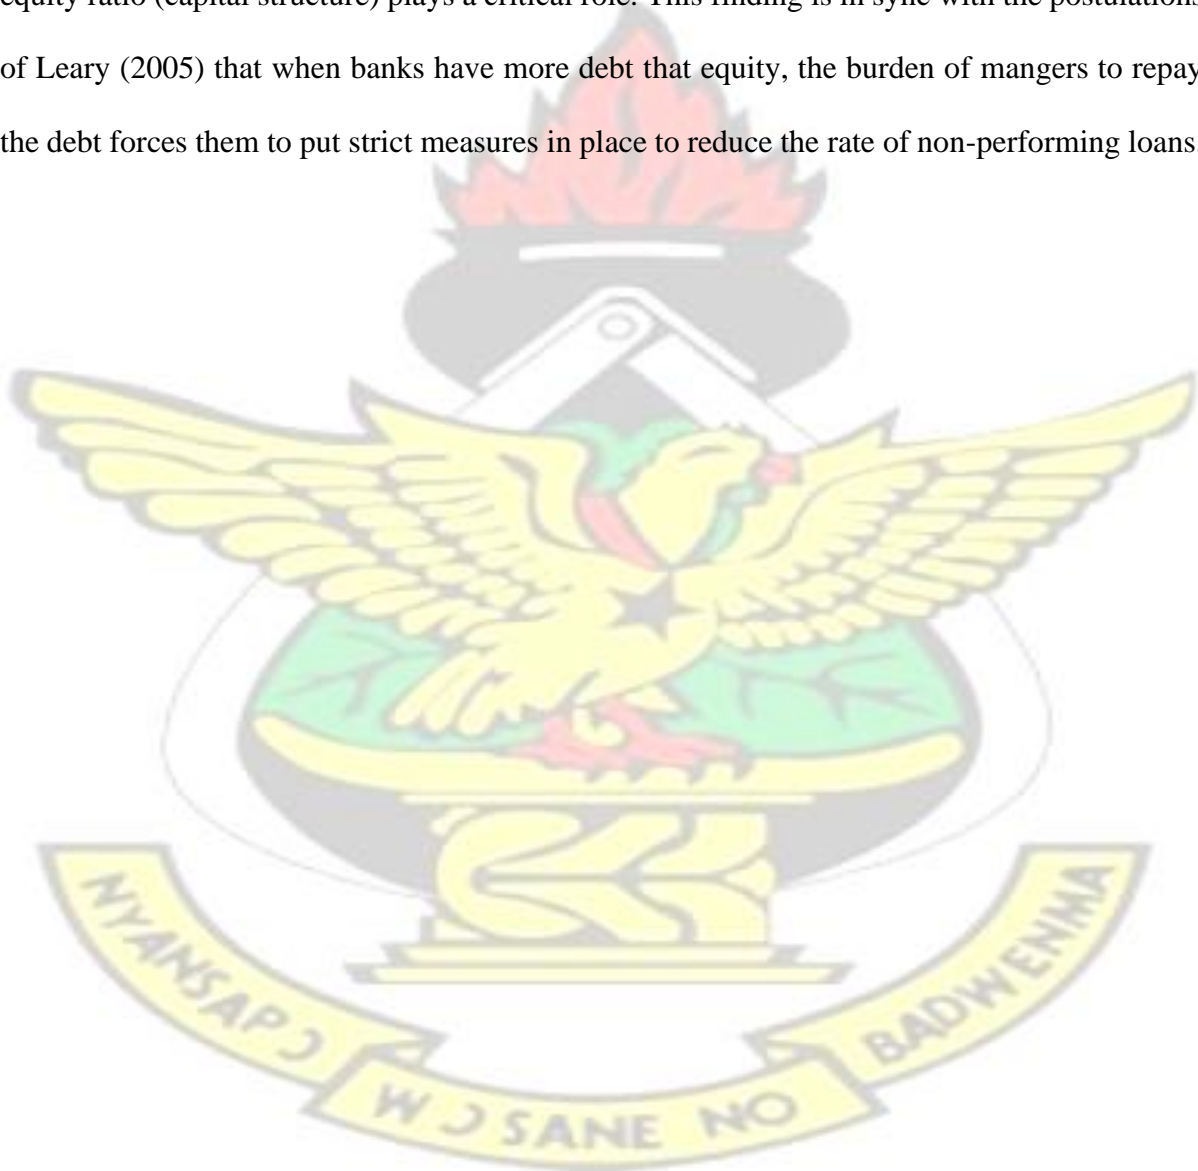 equity ratio (capital structure) plays a critical role. This finding is in sync with the postulations
of Leary (2005) that when banks have more debt that equity, the burden of mangers to repay
the debt forces them to put strict measures in place to reduce the rate of non-performing loans.
NYANSAPƆ
WƆSANE NO
BADWENMA